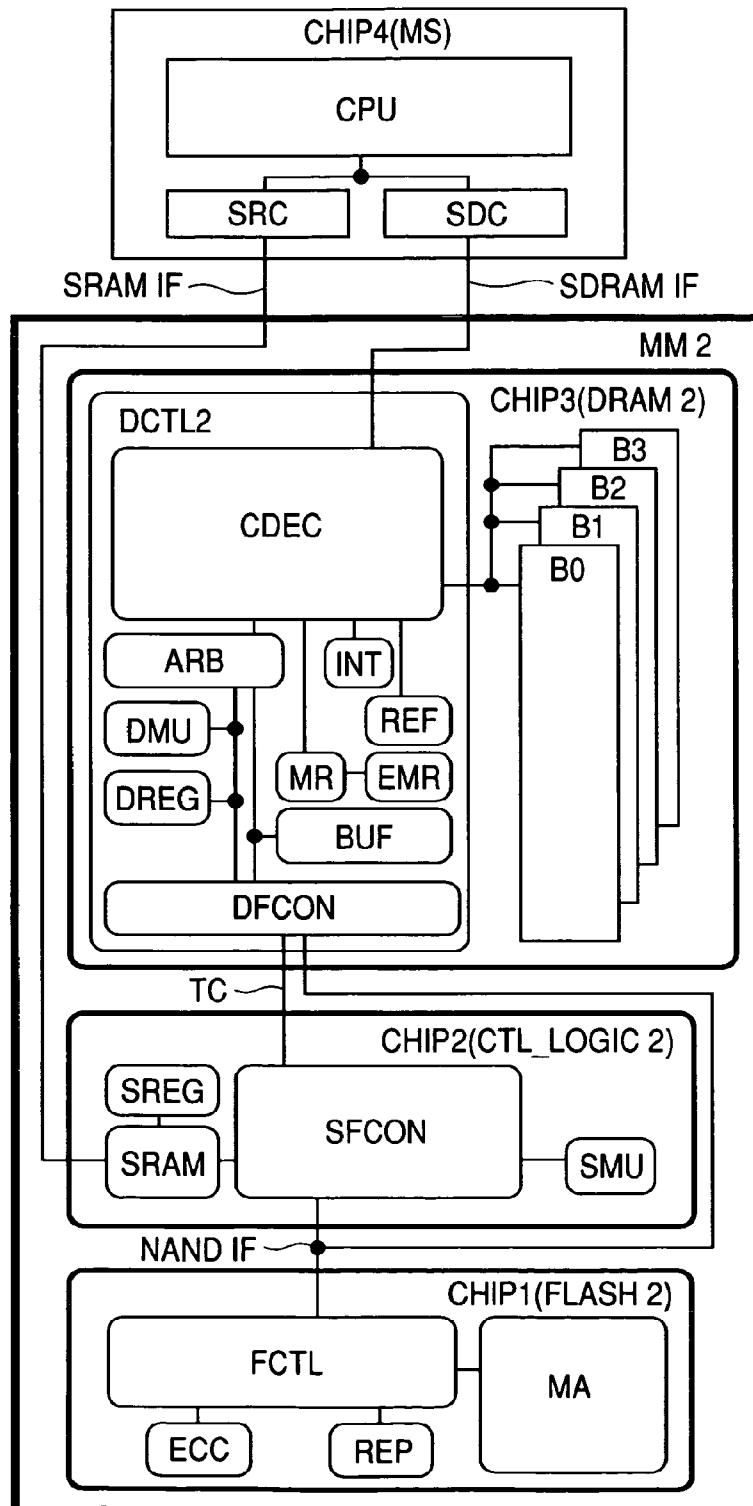 CHIP4(MS)
CPU
SRC
SDC
SRAM IF
SDRAM IF
MM 2
CHIP3(DRAM 2)
DCTL2
B3
B2
CDEC
B1
B0
ARB
INT
DMU
REF
MR
EMR
DREG
BUF
DFCON
TC
CHIP2(CTL_LOGIC 2)
SREG
SFCON
SRAM
SMU
NAND IF
CHIP1(FLASH 2)
FCTL
MA
ECC
REP